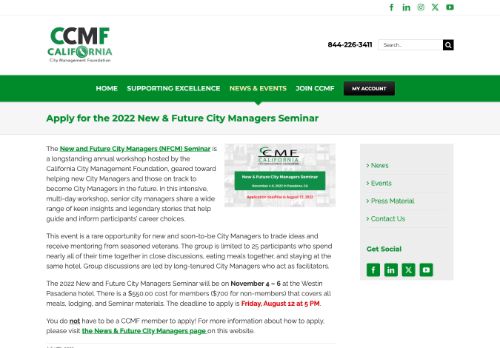 CCMF
CALIFORNIA
City Management Foundation
844-226-3411
Search...
HOME SUPPORTING EXCELLENCE NEWS & EVENTS JOIN CCMF MY ACCOUNT
Apply for the 2022 New & Future City Managers Seminar
The New and Future City Managers (NFCM) Seminar is
a longstanding annual workshop hosted by the
California City Management Foundation, geared toward
helping new City Managers and those on track to
become City Managers in the future. In this intensive,
multi-day workshop, senior city managers share a wide
range of keen insights and legendary stories that help
guide and inform participants' career choices.
CCMF
CALIFORNIA
New & Future City Managers Seminar
November 4-6, 2022 in Pasadena, CA
Application deadline is August 12, 2022
This event is a rare opportunity for new and soon-to-be City Managers to trade ideas and
receive mentoring from seasoned veterans. The group is limited to 25 participants who spend
nearly all of their time together in close discussions, eating meals together, and staying at the
same hotel. Group discussions are led by long-tenured City Managers who act as facilitators.
The 2022 New and Future City Managers Seminar will be on November 4 – 6 at the Westin
Pasadena hotel. There is a $550.00 cost for members ($700 for non-members) that covers all
meals, lodging, and Seminar materials. The deadline to apply is Friday, August 12 at 5 PM.
You do not have to be a CCMF member to apply! For more information about how to apply,
please visit the News & Future City Managers page on this website.
> News
> Events
> Press Material
> Contact Us
Get Social